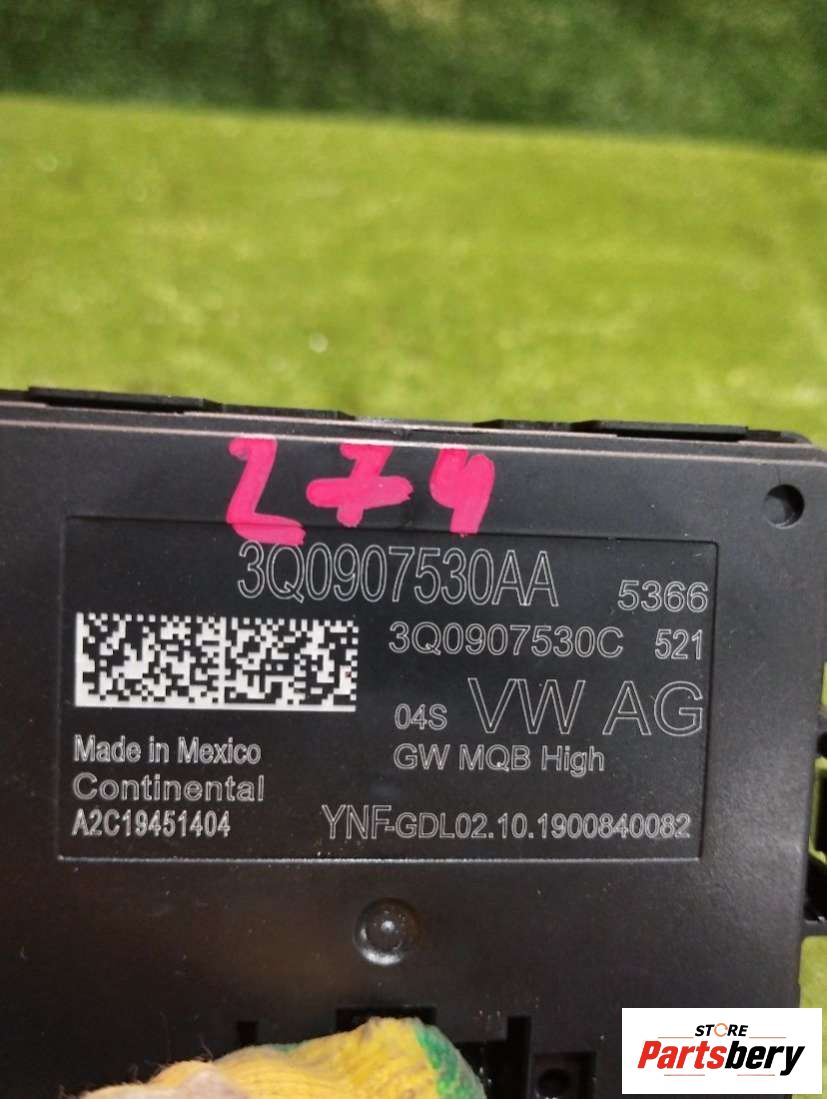 274
3Q0907530AA 5366
3Q0907530C 521
04S VW AG
Made in Mexico GW MQB High
Continental
A2C19451404 YNF-GDL02.10.1900840082
STORE
Partsbery